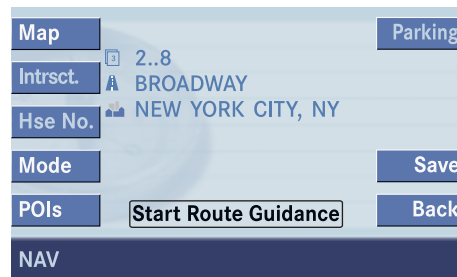 Map
Parking
2..8
Intrsct.
BROADWAY
Hse No.
NEW YORK CITY, NY
Mode
Save
POIs
Start Route Guidance
Back
NAV